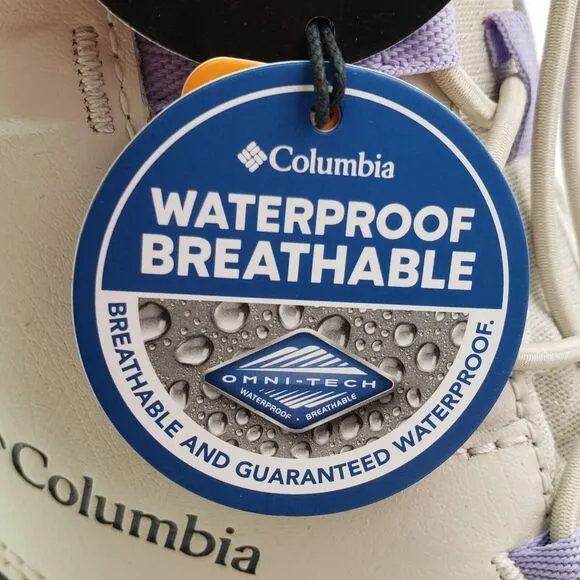 Columbia
WATERPROOF
BREATHABLE
OMNI-TECH
WATERPROOF • BREATHABLE
BREATHABLE AND GUARANTEED WATERPROOF.
Columbia